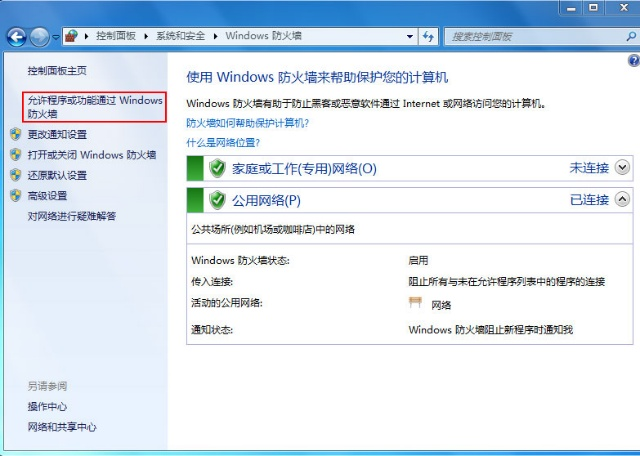 控制面板 ▸ 系统和安全 ▸ Windows 防火墙
搜索控制面板
控制面板主页
允许程序或功能通过 Windows
防火墙
更改通知设置
打开或关闭 Windows 防火墙
还原默认设置
高级设置
对网络进行疑难解答
另请参阅
操作中心
网络和共享中心
使用 Windows 防火墙来帮助保护您的计算机
Windows 防火墙有助于防止黑客或恶意软件通过 Internet 或网络访问您的计算机。
防火墙如何帮助保护计算机?
什么是网络位置?
家庭或工作(专用)网络(O) 未连接
公用网络(P) 已连接
公共场所(例如机场或咖啡店)中的网络
Windows 防火墙状态: 启用
传入连接: 阻止所有与未在允许程序列表中的程序的连接
活动的公用网络: 网络
通知状态: Windows 防火墙阻止新程序时通知我